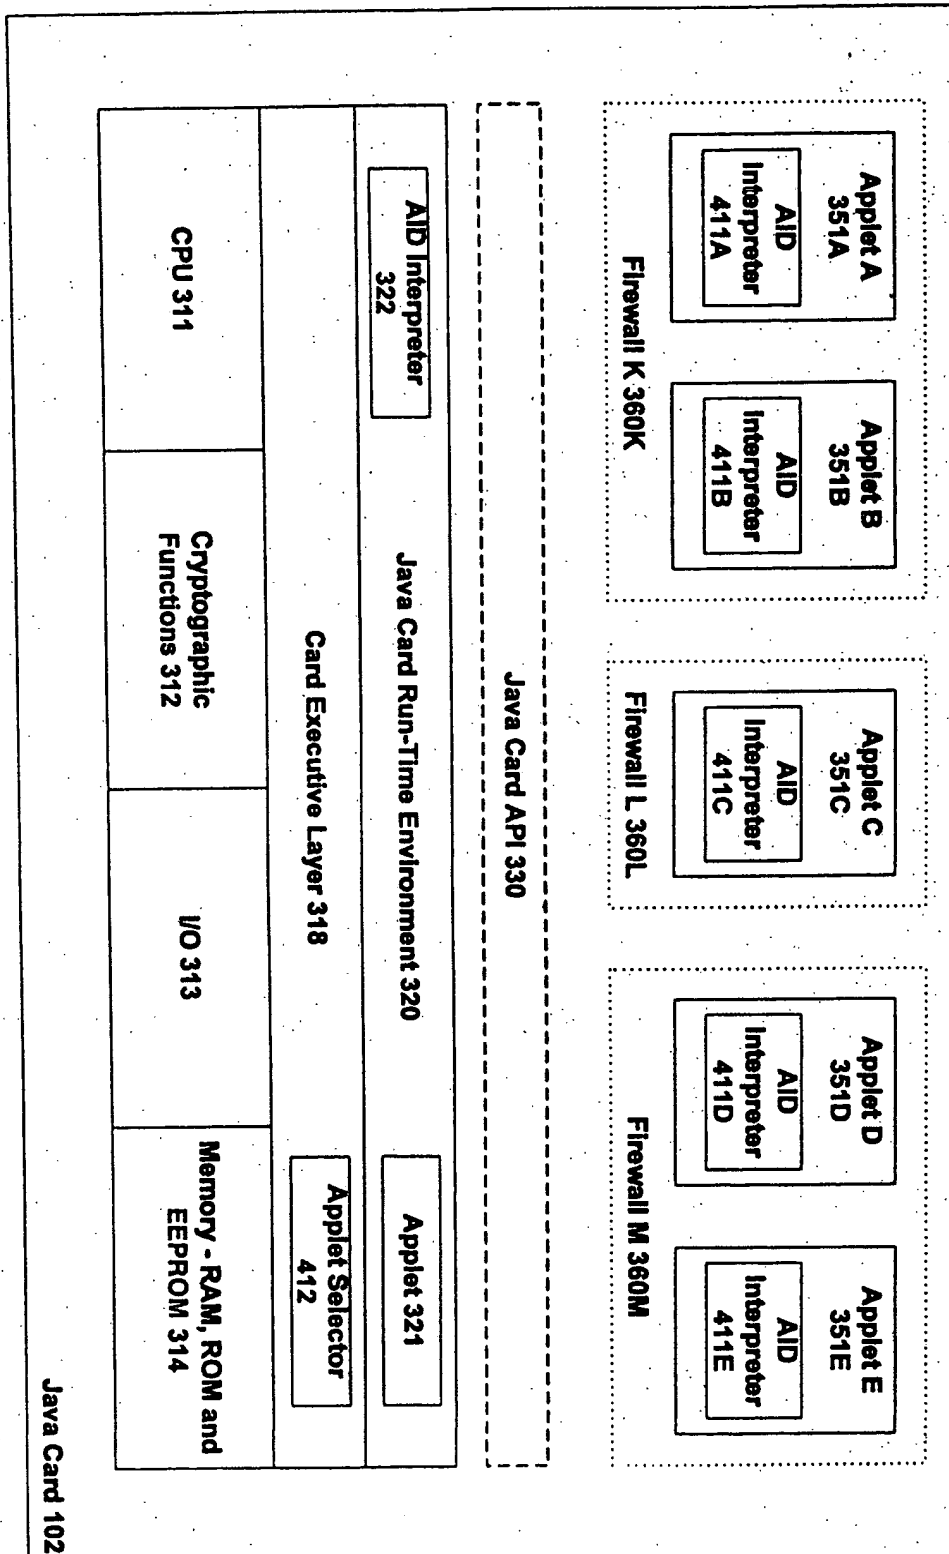 Applet A
351A
AID
Interpreter
411A
Applet B
351B
AID
Interpreter
411B
Firewall K 360K
Applet C
351C
AID
Interpreter
411C
Firewall L 360L
Applet D
351D
AID
Interpreter
411D
Applet E
351E
AID
Interpreter
411E
Firewall M 360M
Java Card API 330
AID Interpreter
322
Java Card Run-Time Environment 320
Applet 321
Card Executive Layer 318
Applet Selector
412
CPU 311
Cryptographic
Functions 312
I/O 313
Memory - RAM, ROM and
EEPROM 314
Java Card 102